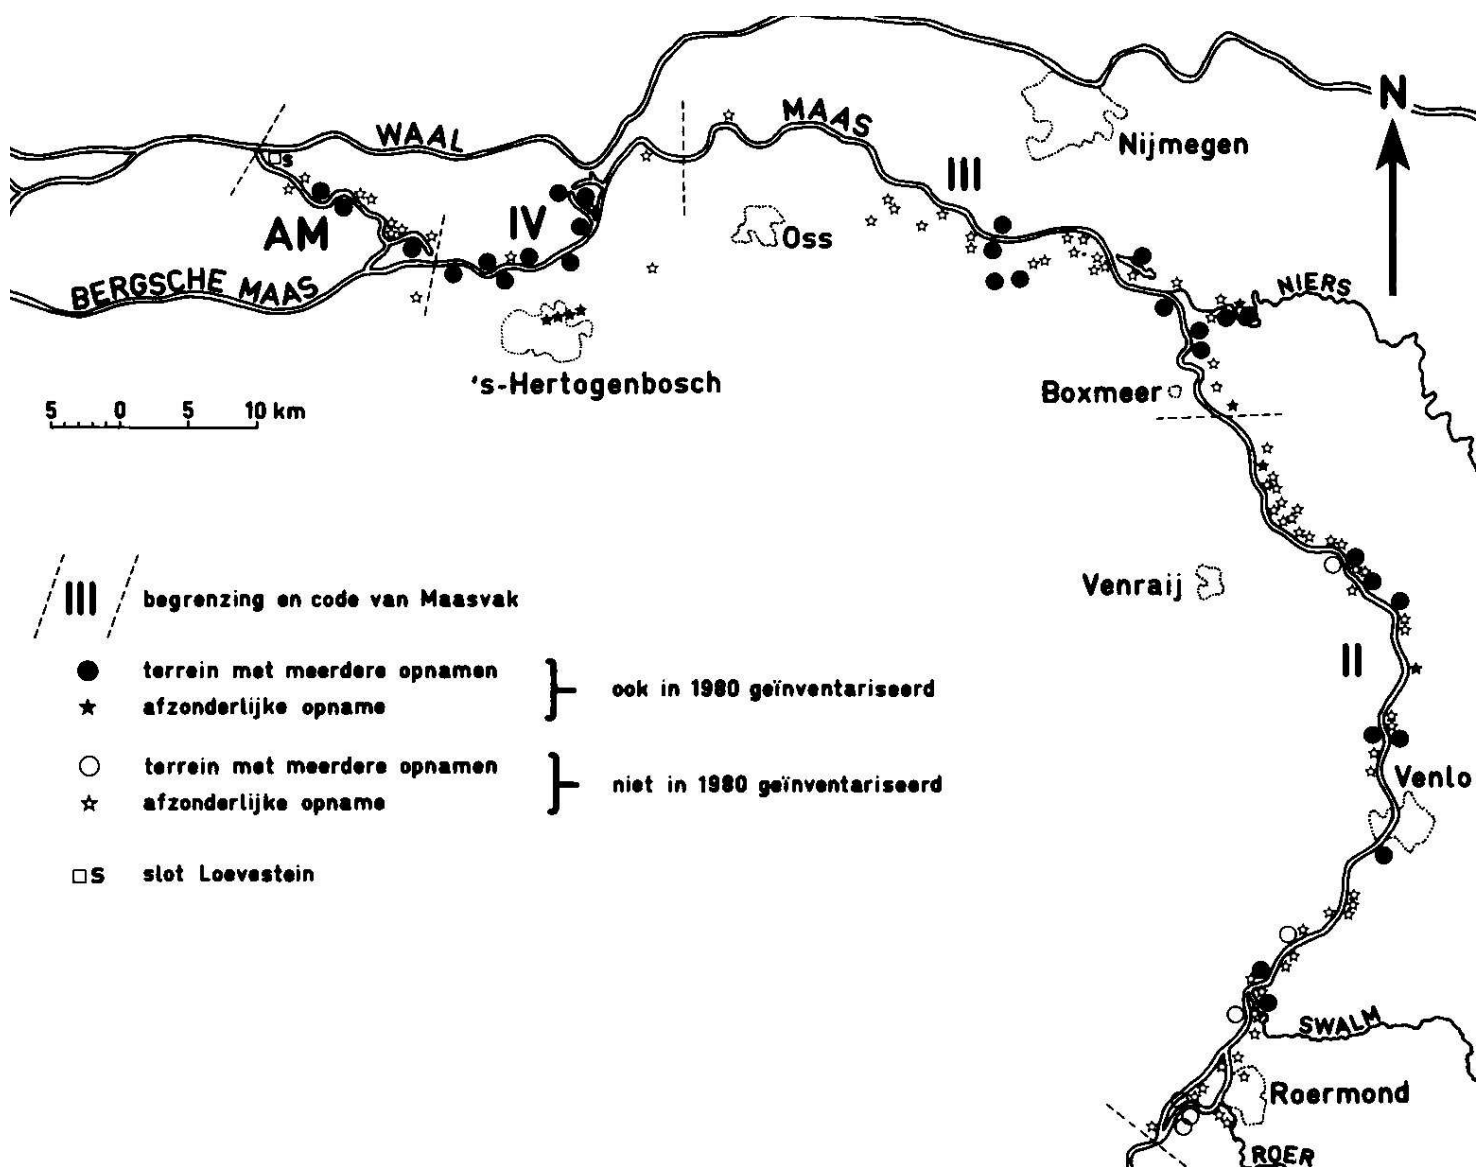 N
WAAL
MAAS
Nijmegen
S
III
AM
IV
Oss
BERGSCHE MAAS
NIERS
's-Hertogenbosch
Boxmeer
5 0 5 10 km
Venraij
III begrenzing en code van Maasvak
II
terrein met meerdere opnamen
afzonderlijke opname
ook in 1980 geïnventariseerd
terrein met meerdere opnamen
afzonderlijke opname
niet in 1980 geïnventariseerd
Venlo
S slot Loevestein
SWALM
Roermond
ROER